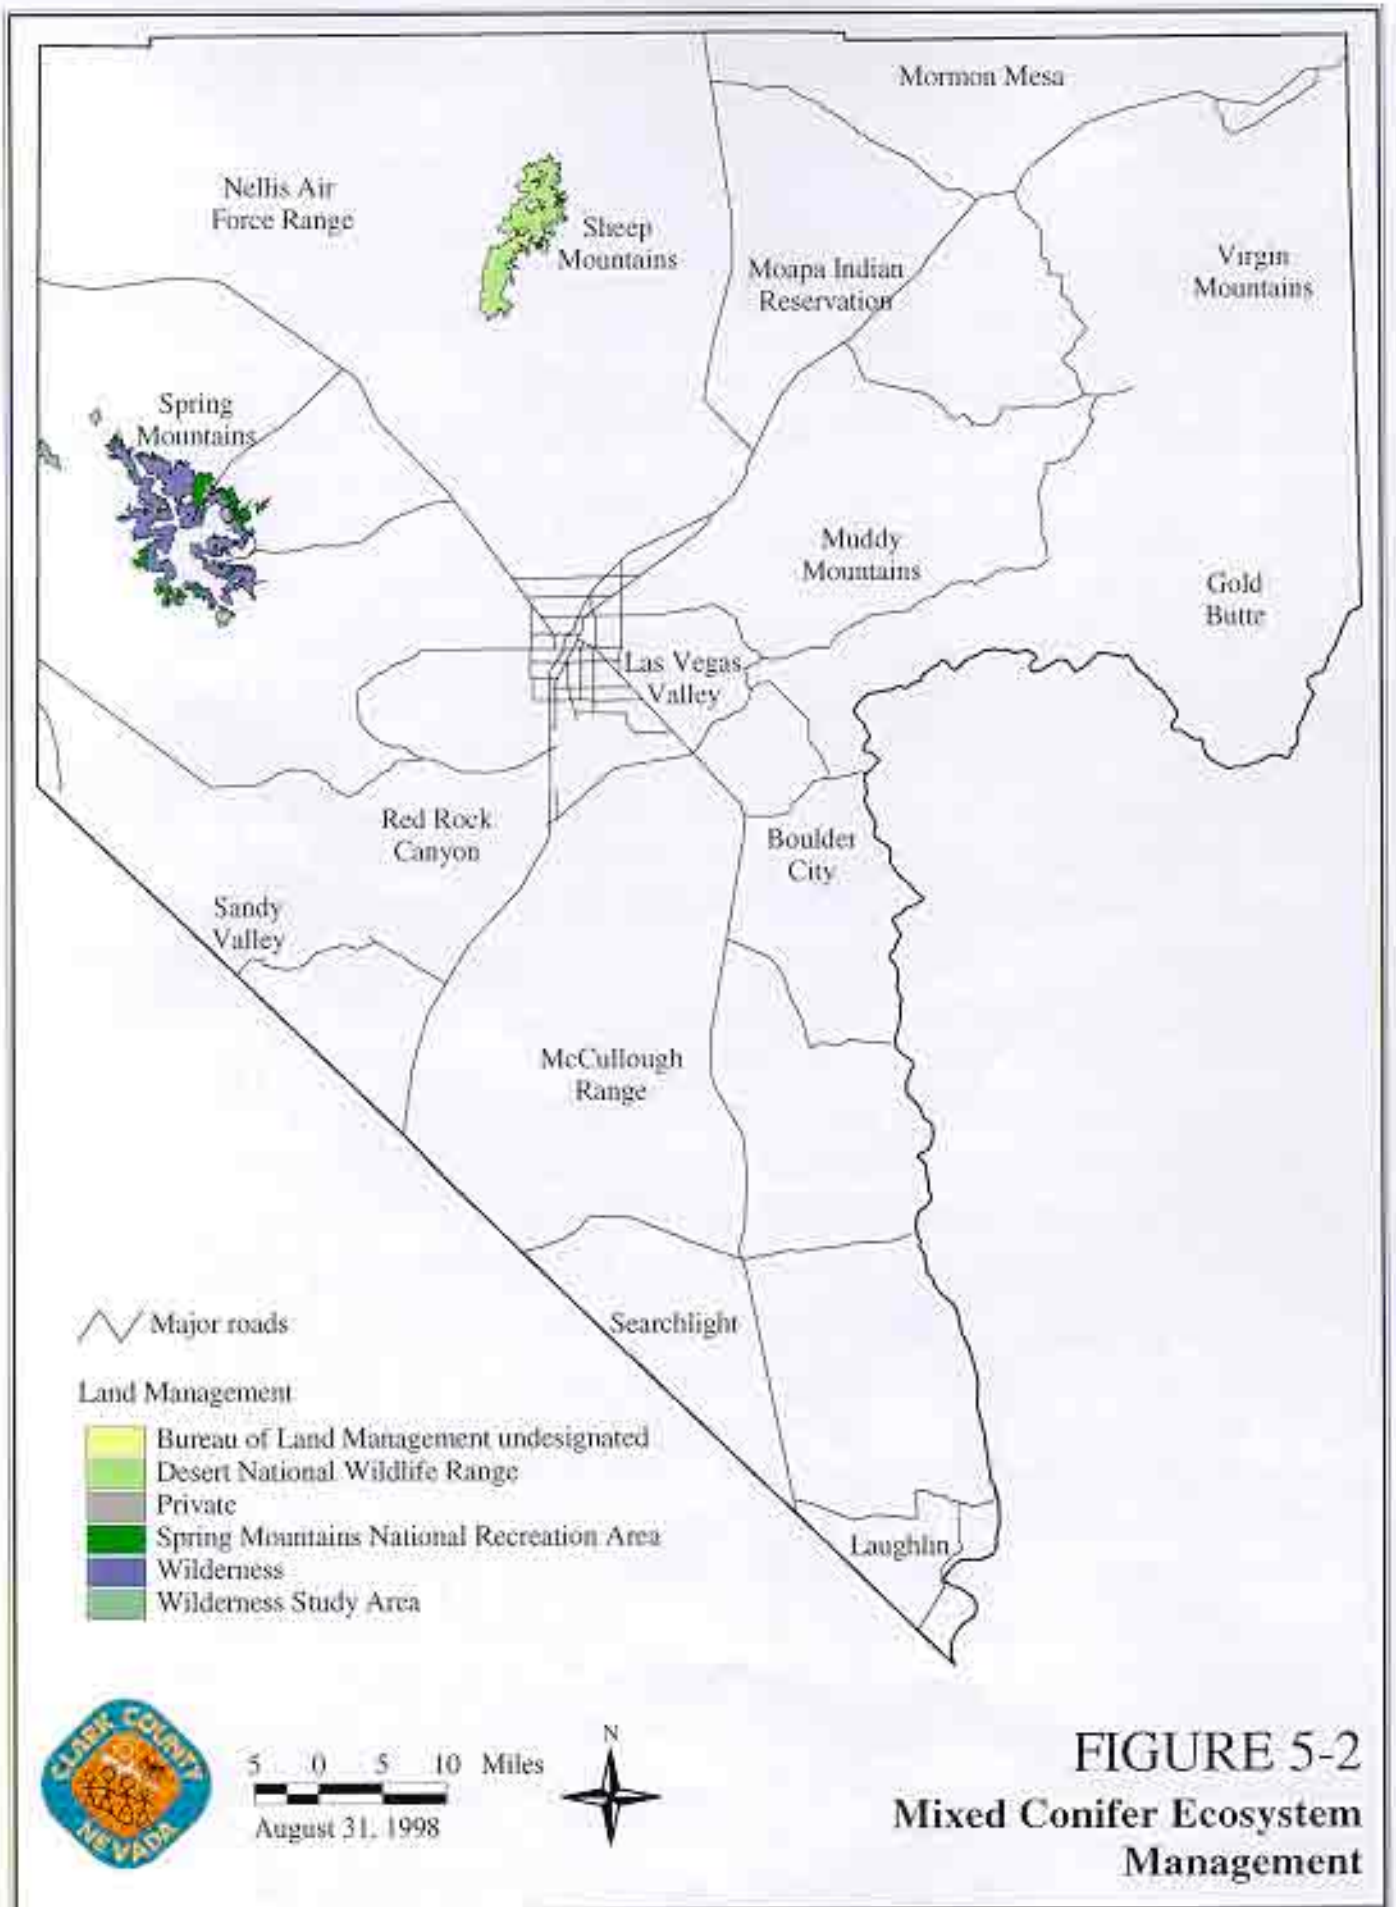 Mormon Mesa
Nellis Air
Force Range
Sheep
Mountains
Moapa Indian
Reservation
Virgin
Mountains
Spring
Mountains
Muddy
Mountains
Gold
Butte
Las Vegas
Valley
Red Rock
Canyon
Boulder
City
Sandy
Valley
McCullough
Range
Searchlight
Laughlin
Major roads
Land Management
Bureau of Land Management undesignated
Desert National Wildlife Range
Private
Spring Mountains National Recreation Area
Wilderness
Wilderness Study Area
CLARK COUNTY
NEVADA
5 0 5 10 Miles
August 31, 1998
N
FIGURE 5-2
Mixed Conifer Ecosystem
Management